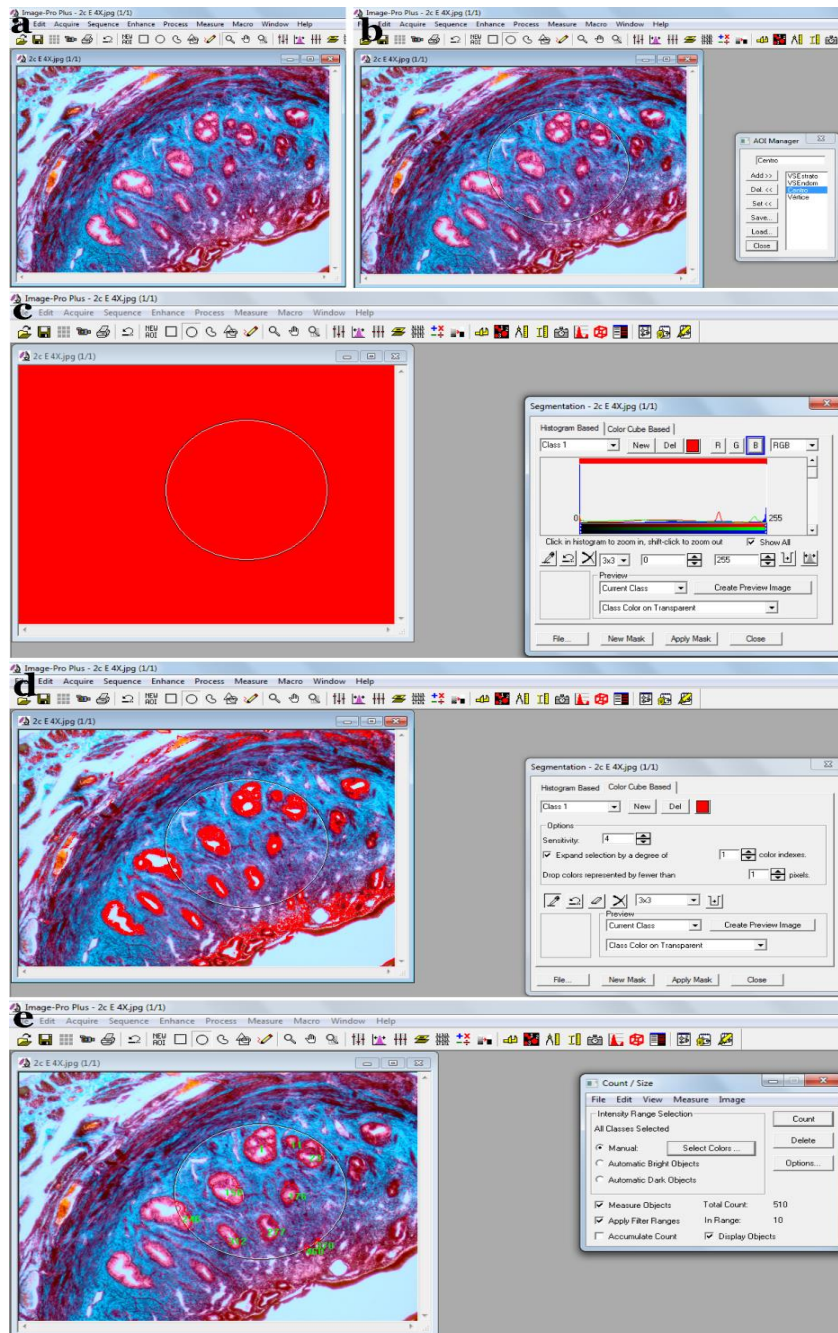 Image-Pro Plus - 2c E 4X.jpg (1/1)
a
Edit Acquire Sequence Enhance Process Measure Macro Window Help
2c E 4X.jpg (1/1)
Image-Pro Plus - 2c E 4X.jpg (1/1)
b
Edit Acquire Sequence Enhance Process Measure Macro Window Help
NEW AOI
2c E 4X.jpg (1/1)
AOI Manager
Centro
Add >>
Del. <<
Set <<
Save...
Load...
Close
VSEstrato
VSEndom
Centro
Vértice
Image-Pro Plus - 2c E 4X.jpg (1/1)
c
Edit Acquire Sequence Enhance Process Measure Macro Window Help
NEW AOI
2c E 4X.jpg (1/1)
Segmentation - 2c E 4X.jpg (1/1)
Histogram Based Color Cube Based
Class 1 New Del R G B RGB
0 255
Click in histogram to zoom in, shift-click to zoom out Show All
3x3 0 255
Preview
Current Class Create Preview Image
Class Color on Transparent
File... New Mask Apply Mask Close
Image-Pro Plus - 2c E 4X.jpg (1/1)
d
Edit Acquire Sequence Enhance Process Measure Macro Window Help
NEW AOI
2c E 4X.jpg (1/1)
Segmentation - 2c E 4X.jpg (1/1)
Histogram Based Color Cube Based
Class 1 New Del
Options
Sensitivity: 4
Expand selection by a degree of 1 color indexes.
Drop colors represented by fewer than 1 pixels.
3x3
Preview
Current Class Create Preview Image
Class Color on Transparent
File... New Mask Apply Mask Close
Image-Pro Plus - 2c E 4X.jpg (1/1)
e
Edit Acquire Sequence Enhance Process Measure Macro Window Help
NEW AOI
2c E 4X.jpg (1/1)
Count / Size
File Edit View Measure Image
Intensity Range Selection
All Classes Selected
Manual: Select Colors ...
Automatic Bright Objects
Automatic Dark Objects
Count
Delete
Options...
Measure Objects Total Count: 510
Apply Filter Ranges In Range: 10
Accumulate Count Display Objects